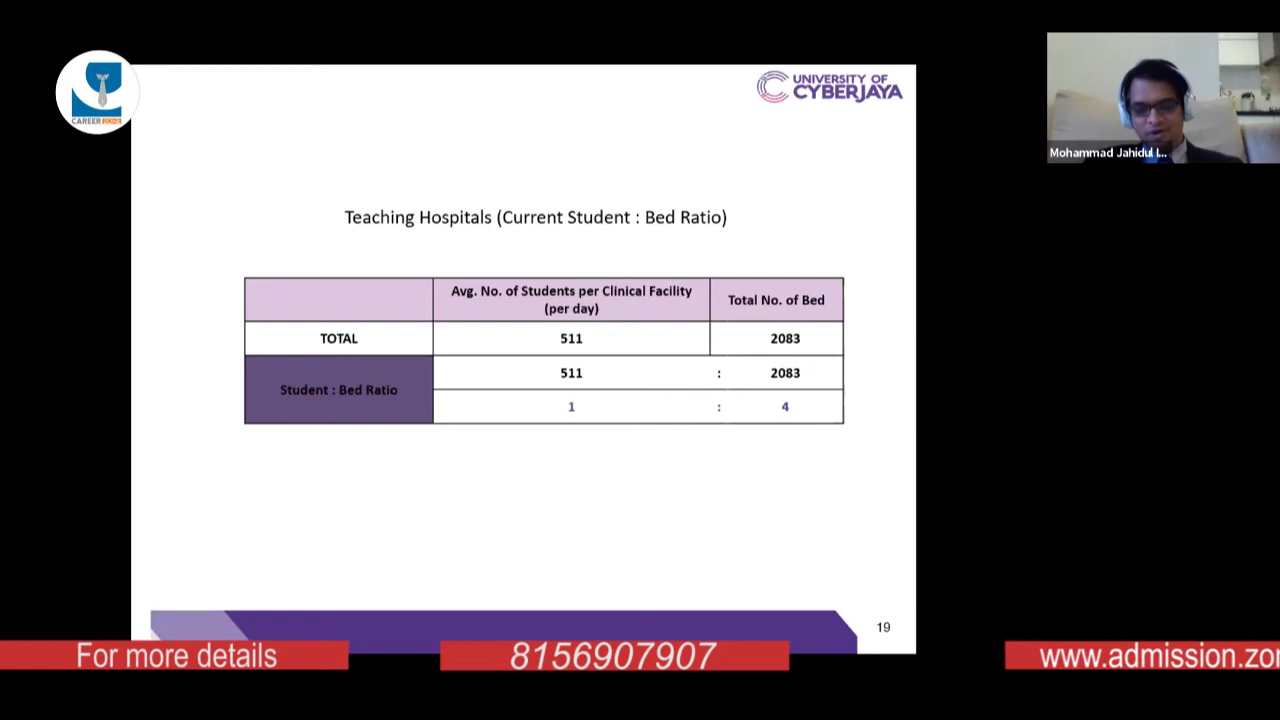 CAREER ZONE
UNIVERSITY OF
CYBERJAYA
Mohammad Jahidul I...
Teaching Hospitals (Current Student : Bed Ratio)
Avg. No. of Students per Clinical Facility
(per day)
Total No. of Bed
TOTAL 511 2083
Student : Bed Ratio
511 : 2083
1 : 4
19
For more details
8156907907
www.admission.zon